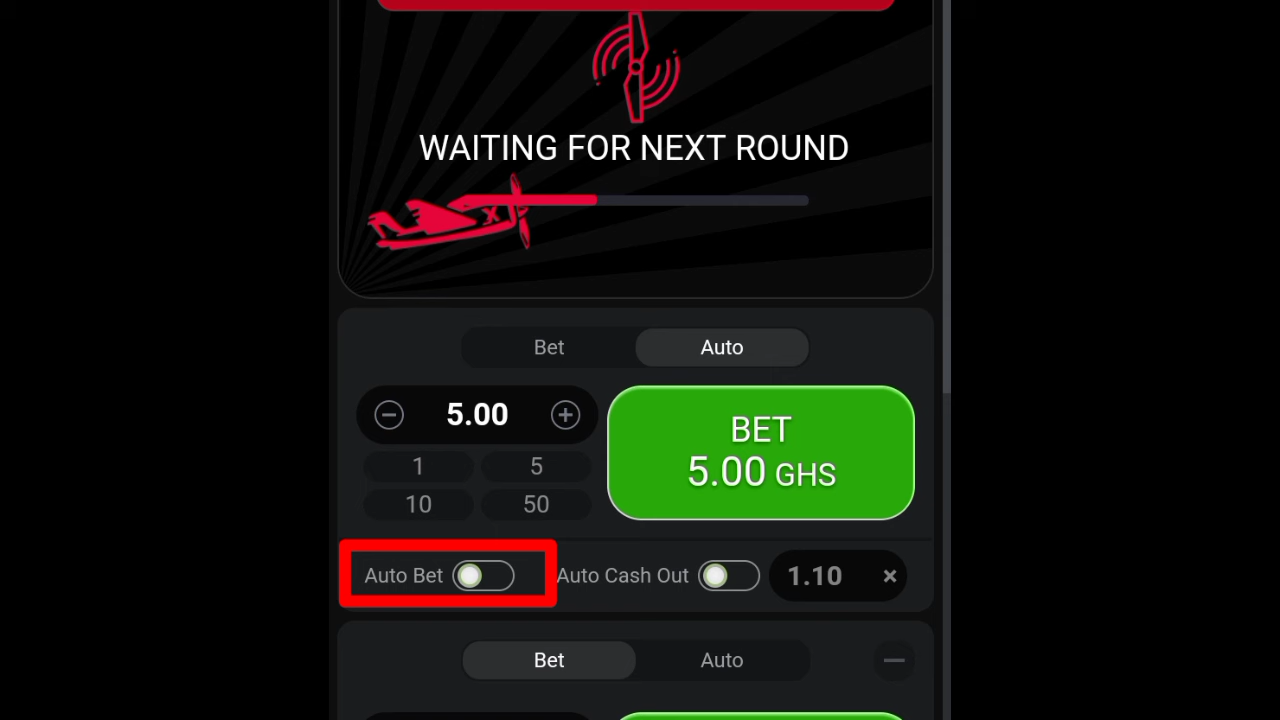 WAITING FOR NEXT ROUND
Bet Auto
5.00
1 5
10 50
BET
5.00 GHS
Auto Bet Auto Cash Out 1.10 ×
Bet Auto